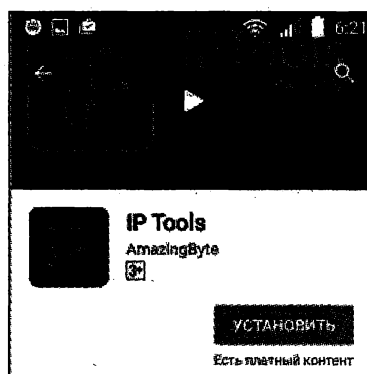 6:21
IP Tools
AmazingByte
3+
УСТАНОВИТЬ
Есть платный контент